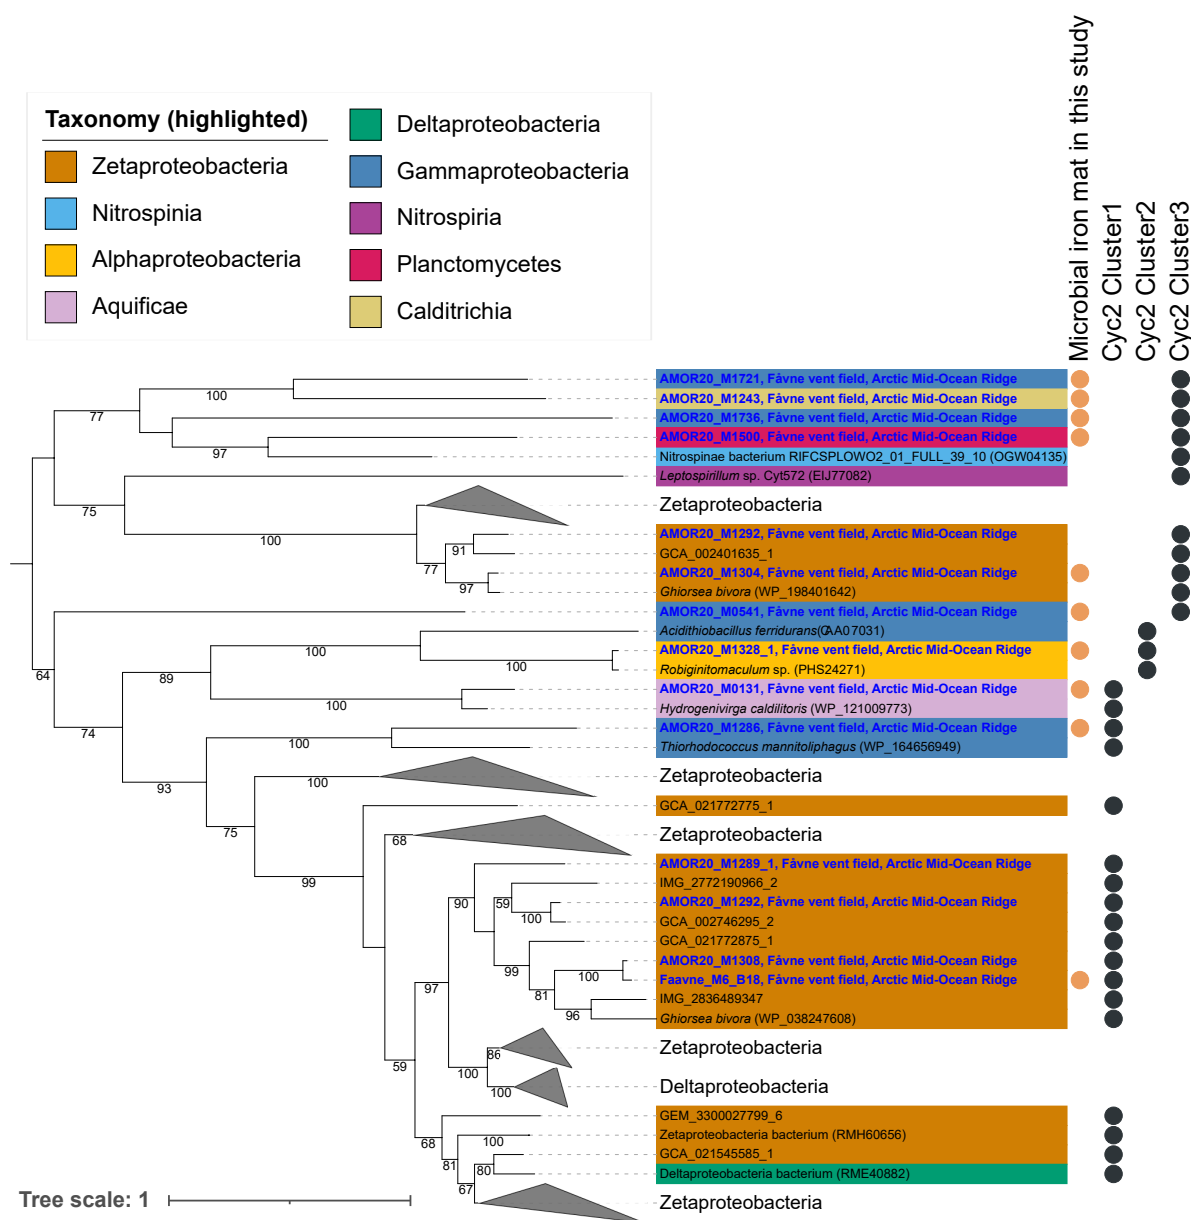 Microbial iron mat in this study
Cyc2 Cluster1
Cyc2 Cluster2
Cyc2 Cluster3
Taxonomy (highlighted)
Zetaproteobacteria
Nitrospinia
Alphaproteobacteria
Aquificae
Deltaproteobacteria
Gammaproteobacteria
Nitrospiria
Planctomycetes
Calditrichia
AMOR20_M1721, Fåvne vent field, Arctic Mid-Ocean Ridge
100
AMOR20_M1243, Fåvne vent field, Arctic Mid-Ocean Ridge
77
AMOR20_M1736, Fåvne vent field, Arctic Mid-Ocean Ridge
AMOR20_M1500, Fåvne vent field, Arctic Mid-Ocean Ridge
97
Nitrospinae bacterium RIFCSPLOWO2_01_FULL_39_10 (OGW04135)
Leptospirillum sp. Cyt572 (EIJ77082)
75
Zetaproteobacteria
100
AMOR20_M1292, Fåvne vent field, Arctic Mid-Ocean Ridge
91
GCA_002401635_1
77
AMOR20_M1304, Fåvne vent field, Arctic Mid-Ocean Ridge
97
Ghiorsea bivora (WP_198401642)
AMOR20_M0541, Fåvne vent field, Arctic Mid-Ocean Ridge
Acidithiobacillus ferridurans(GAA07031)
100
AMOR20_M1328_1, Fåvne vent field, Arctic Mid-Ocean Ridge
100
Robiginitomaculum sp. (PHS24271)
64
89
AMOR20_M0131, Fåvne vent field, Arctic Mid-Ocean Ridge
100
Hydrogenivirga caldilitoris (WP_121009773)
74
AMOR20_M1286, Fåvne vent field, Arctic Mid-Ocean Ridge
100
Thiorhodococcus mannitoliphagus (WP_164656949)
93
Zetaproteobacteria
100
GCA_021772775_1
75
Zetaproteobacteria
68
99
AMOR20_M1289_1, Fåvne vent field, Arctic Mid-Ocean Ridge
IMG_2772190966_2
90
59
AMOR20_M1292, Fåvne vent field, Arctic Mid-Ocean Ridge
100
GCA_002746295_2
GCA_021772875_1
99
AMOR20_M1308, Fåvne vent field, Arctic Mid-Ocean Ridge
100
Faavne_M6_B18, Fåvne vent field, Arctic Mid-Ocean Ridge
97
81
IMG_2836489347
96
Ghiorsea bivora (WP_038247608)
Zetaproteobacteria
86
59
100
Deltaproteobacteria
100
GEM_3300027799_6
68
100
Zetaproteobacteria bacterium (RMH60656)
81
GCA_021545585_1
80
Deltaproteobacteria bacterium (RME40882)
67
Zetaproteobacteria
Tree scale: 1